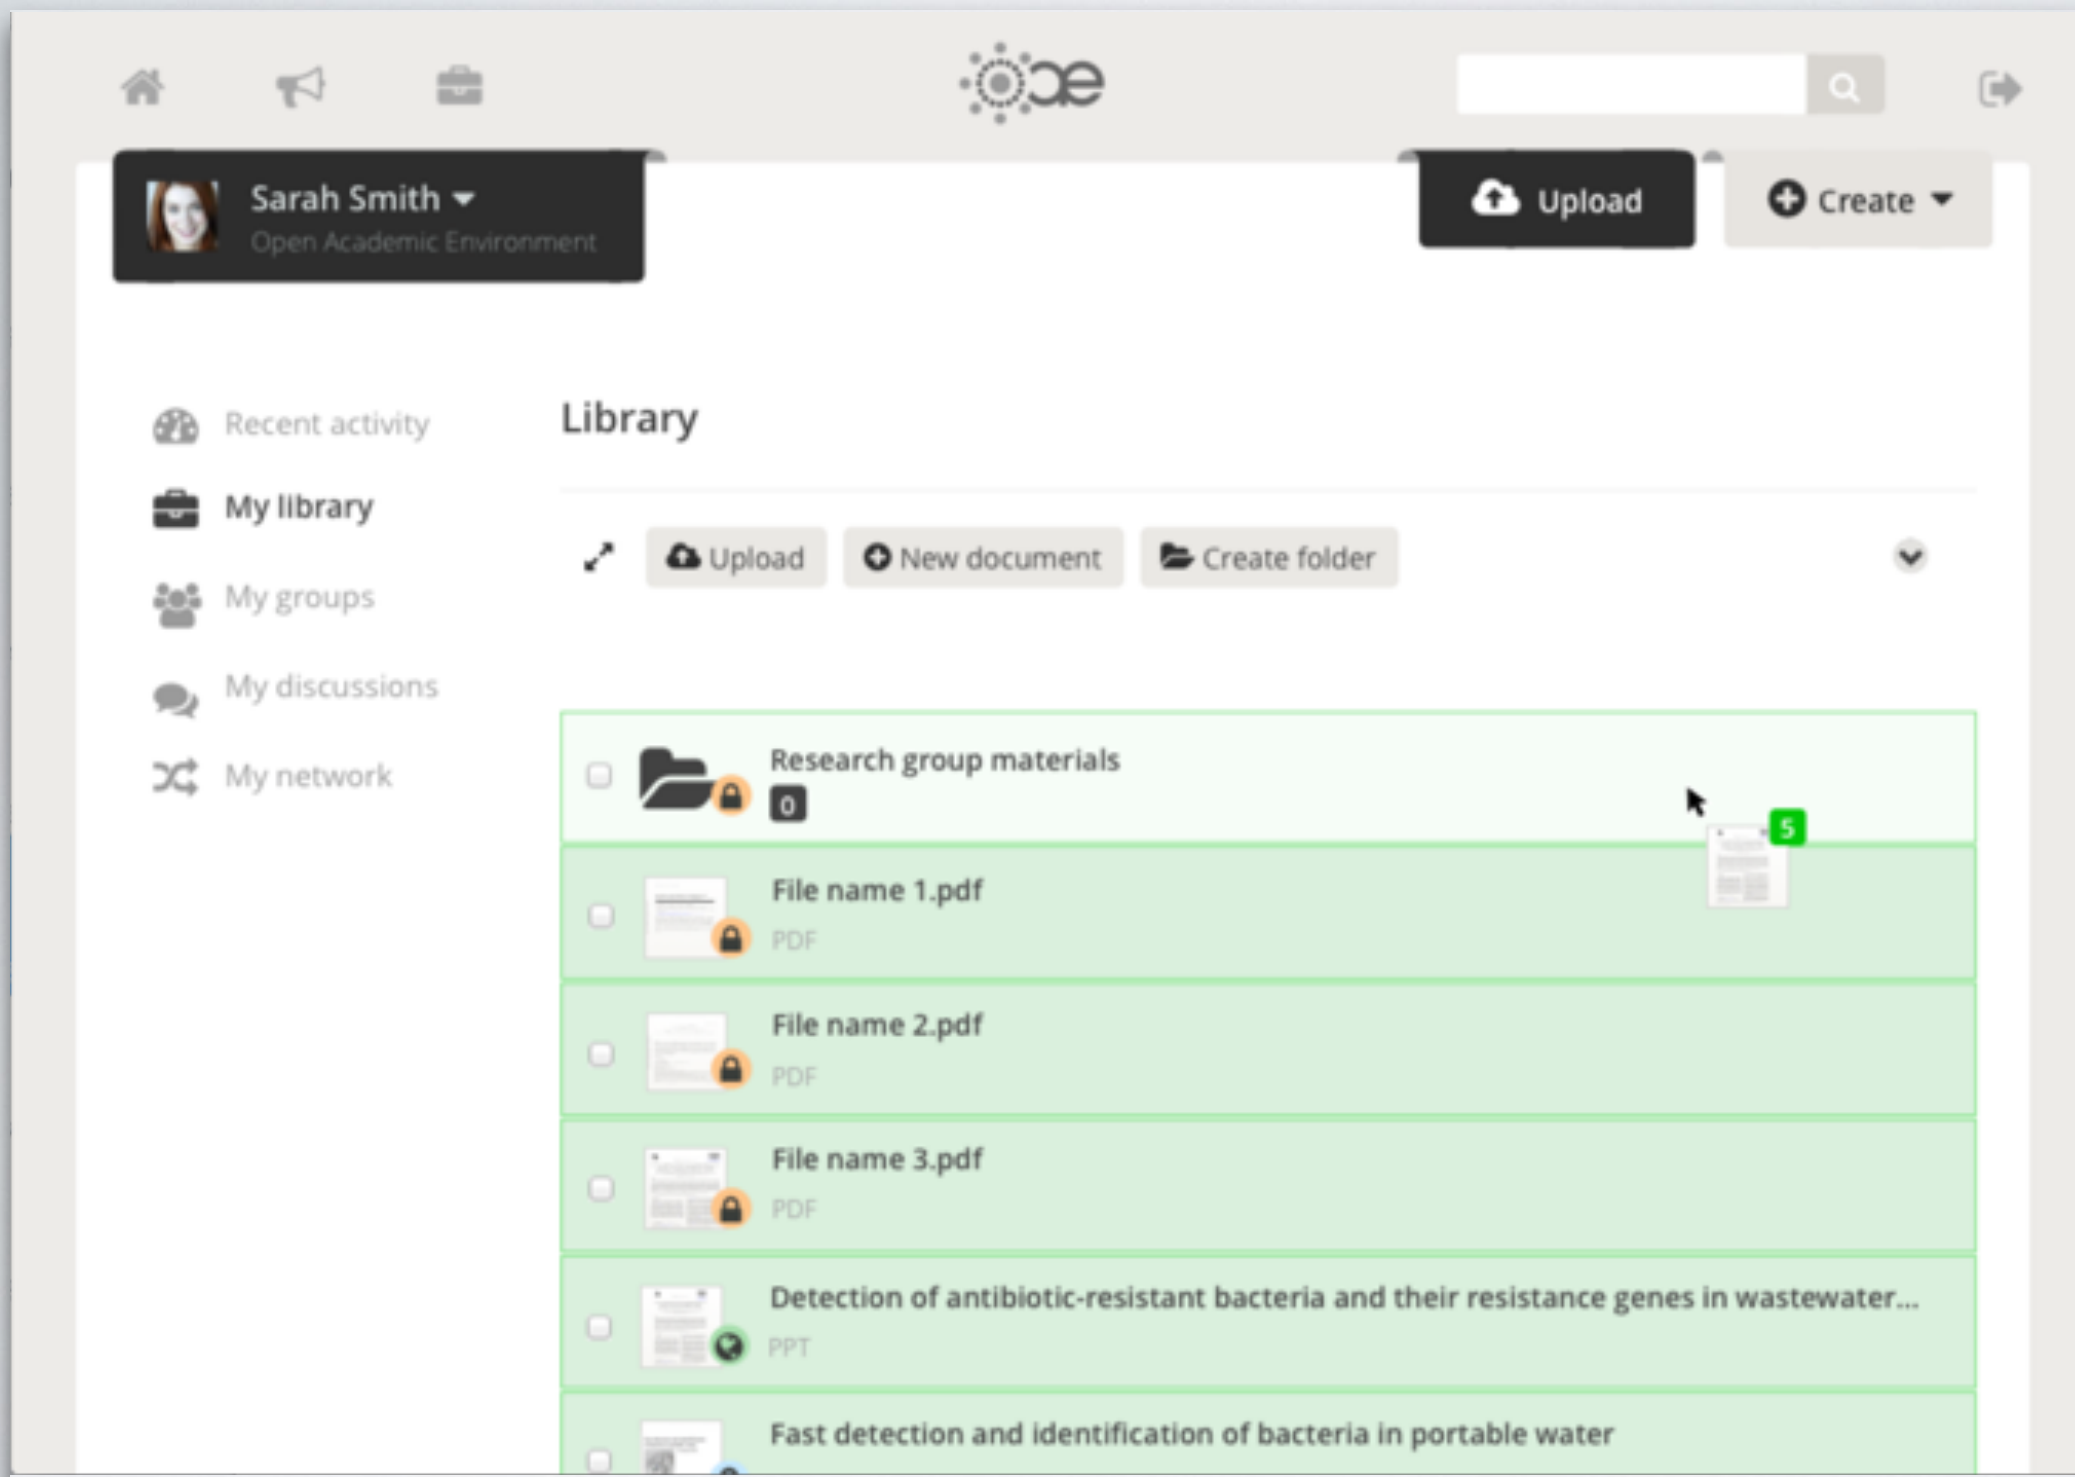 oae
Sarah Smith
Open Academic Environment
Upload
Create
Recent activity
My library
My groups
My discussions
My network
Library
Upload
New document
Create folder
Research group materials
0
5
File name 1.pdf
PDF
File name 2.pdf
PDF
File name 3.pdf
PDF
Detection of antibiotic-resistant bacteria and their resistance genes in wastewater...
PPT
Fast detection and identification of bacteria in portable water